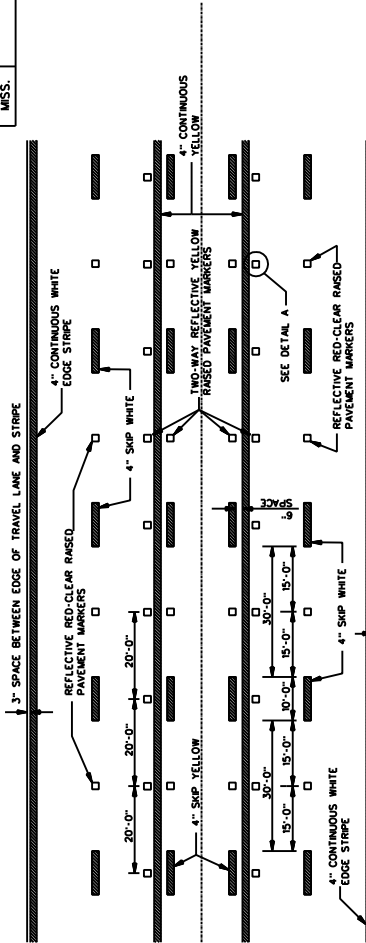 MISS.
3" SPACE BETWEEN EDGE OF TRAVEL LANE AND STRIPE
4" CONTINUOUS WHITE
EDGE STRIPE
REFLECTIVE RED-CLEAR RAISED
PAVEMENT MARKERS
4" SKIP WHITE
4" CONTINUOUS
YELLOW
20'-0"
20'-0"
20'-0"
TWO-WAY REFLECTIVE YELLOW
RAISED PAVEMENT MARKERS
4" SKIP YELLOW
6"
SPACE
SEE DETAIL A
30'-0"
30'-0"
15'-0"
15'-0"
10'-0"
15'-0"
15'-0"
REFLECTIVE RED-CLEAR RAISED
PAVEMENT MARKERS
4" SKIP WHITE
4" CONTINUOUS WHITE
EDGE STRIPE